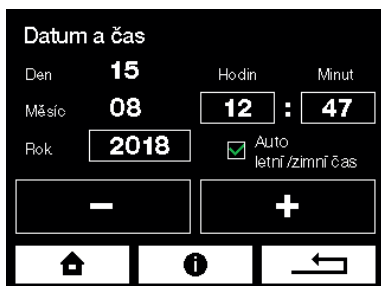 Datum a čas
Den 15 Hodin Minut
Měsíc 08 12 : 47
Rok 2018 Auto
letní/zimní čas
− +